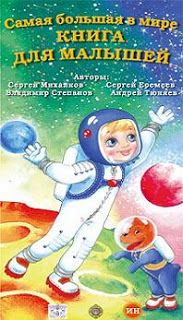 Самая большая в мире
КНИГА
ДЛЯ МАЛЫШЕЙ
Авторы:
Сергей Михалков Сергей Еремеев
Владимир Степанов Андрей Тюняев
ИН